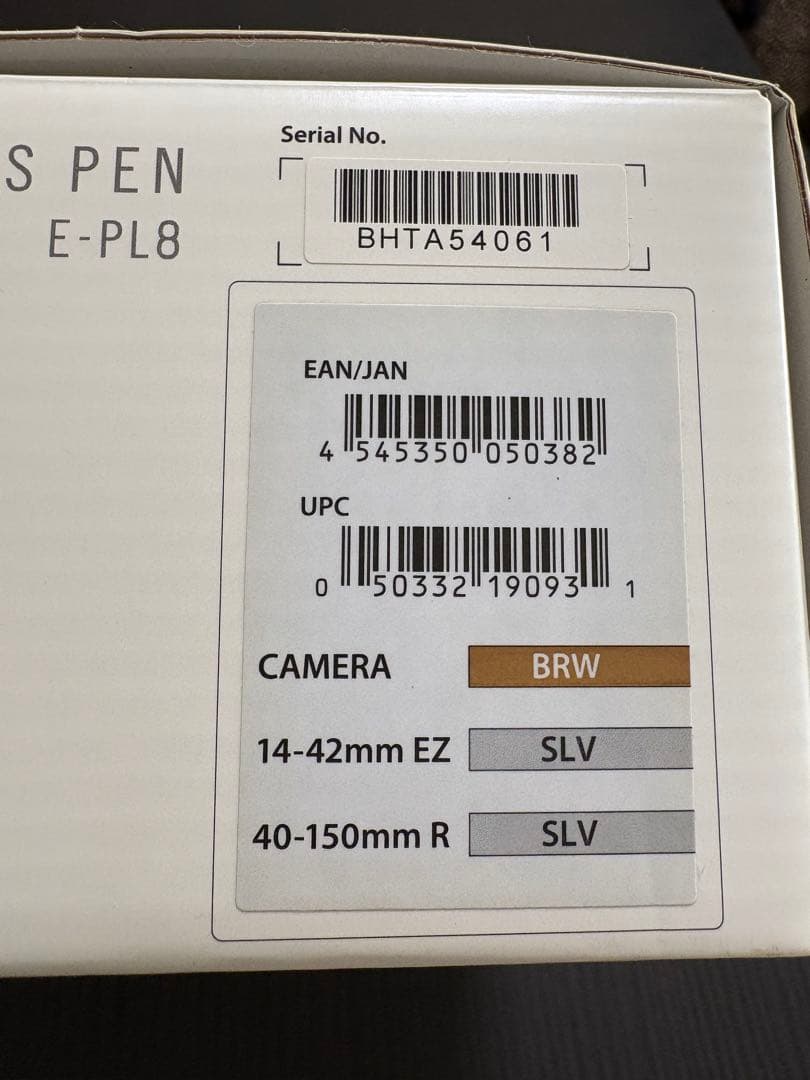 S PEN
E-PL8
Serial No.
BHTA54061
EAN/JAN
4 545350 050382
UPC
0 50332 19093 1
CAMERA BRW
14-42mm EZ SLV
40-150mm R SLV